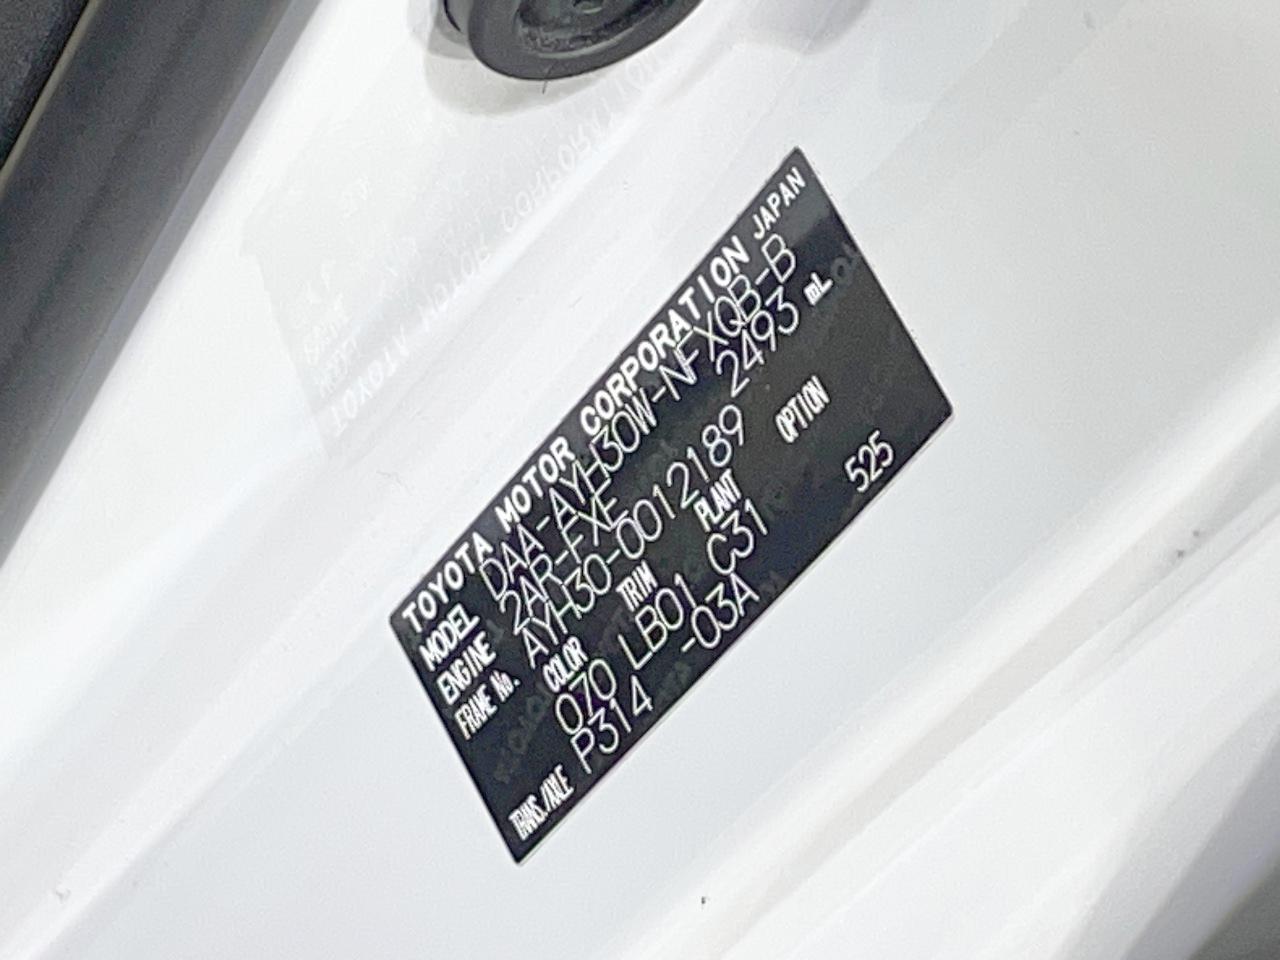 TOYOTA MOTOR CORPORATION JAPAN
MODEL DAA-AYH30W-NFXQB-B
ENGINE 2AR-FXE 2493 mL
FRAME No. AYH30-0012189
COLOR TRIM PLANT OPTION
070 LB01 C31 525
TRANS./AXLE P314 -03A